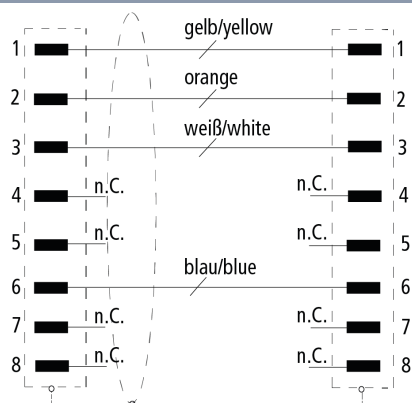 gelb/yellow
1 1
orange
2 2
weiß/white
3 3
n.C. n.C.
4 4
n.C. n.C.
5 5
blau/blue
6 6
n.C. n.C.
7 7
n.C. n.C.
8 8